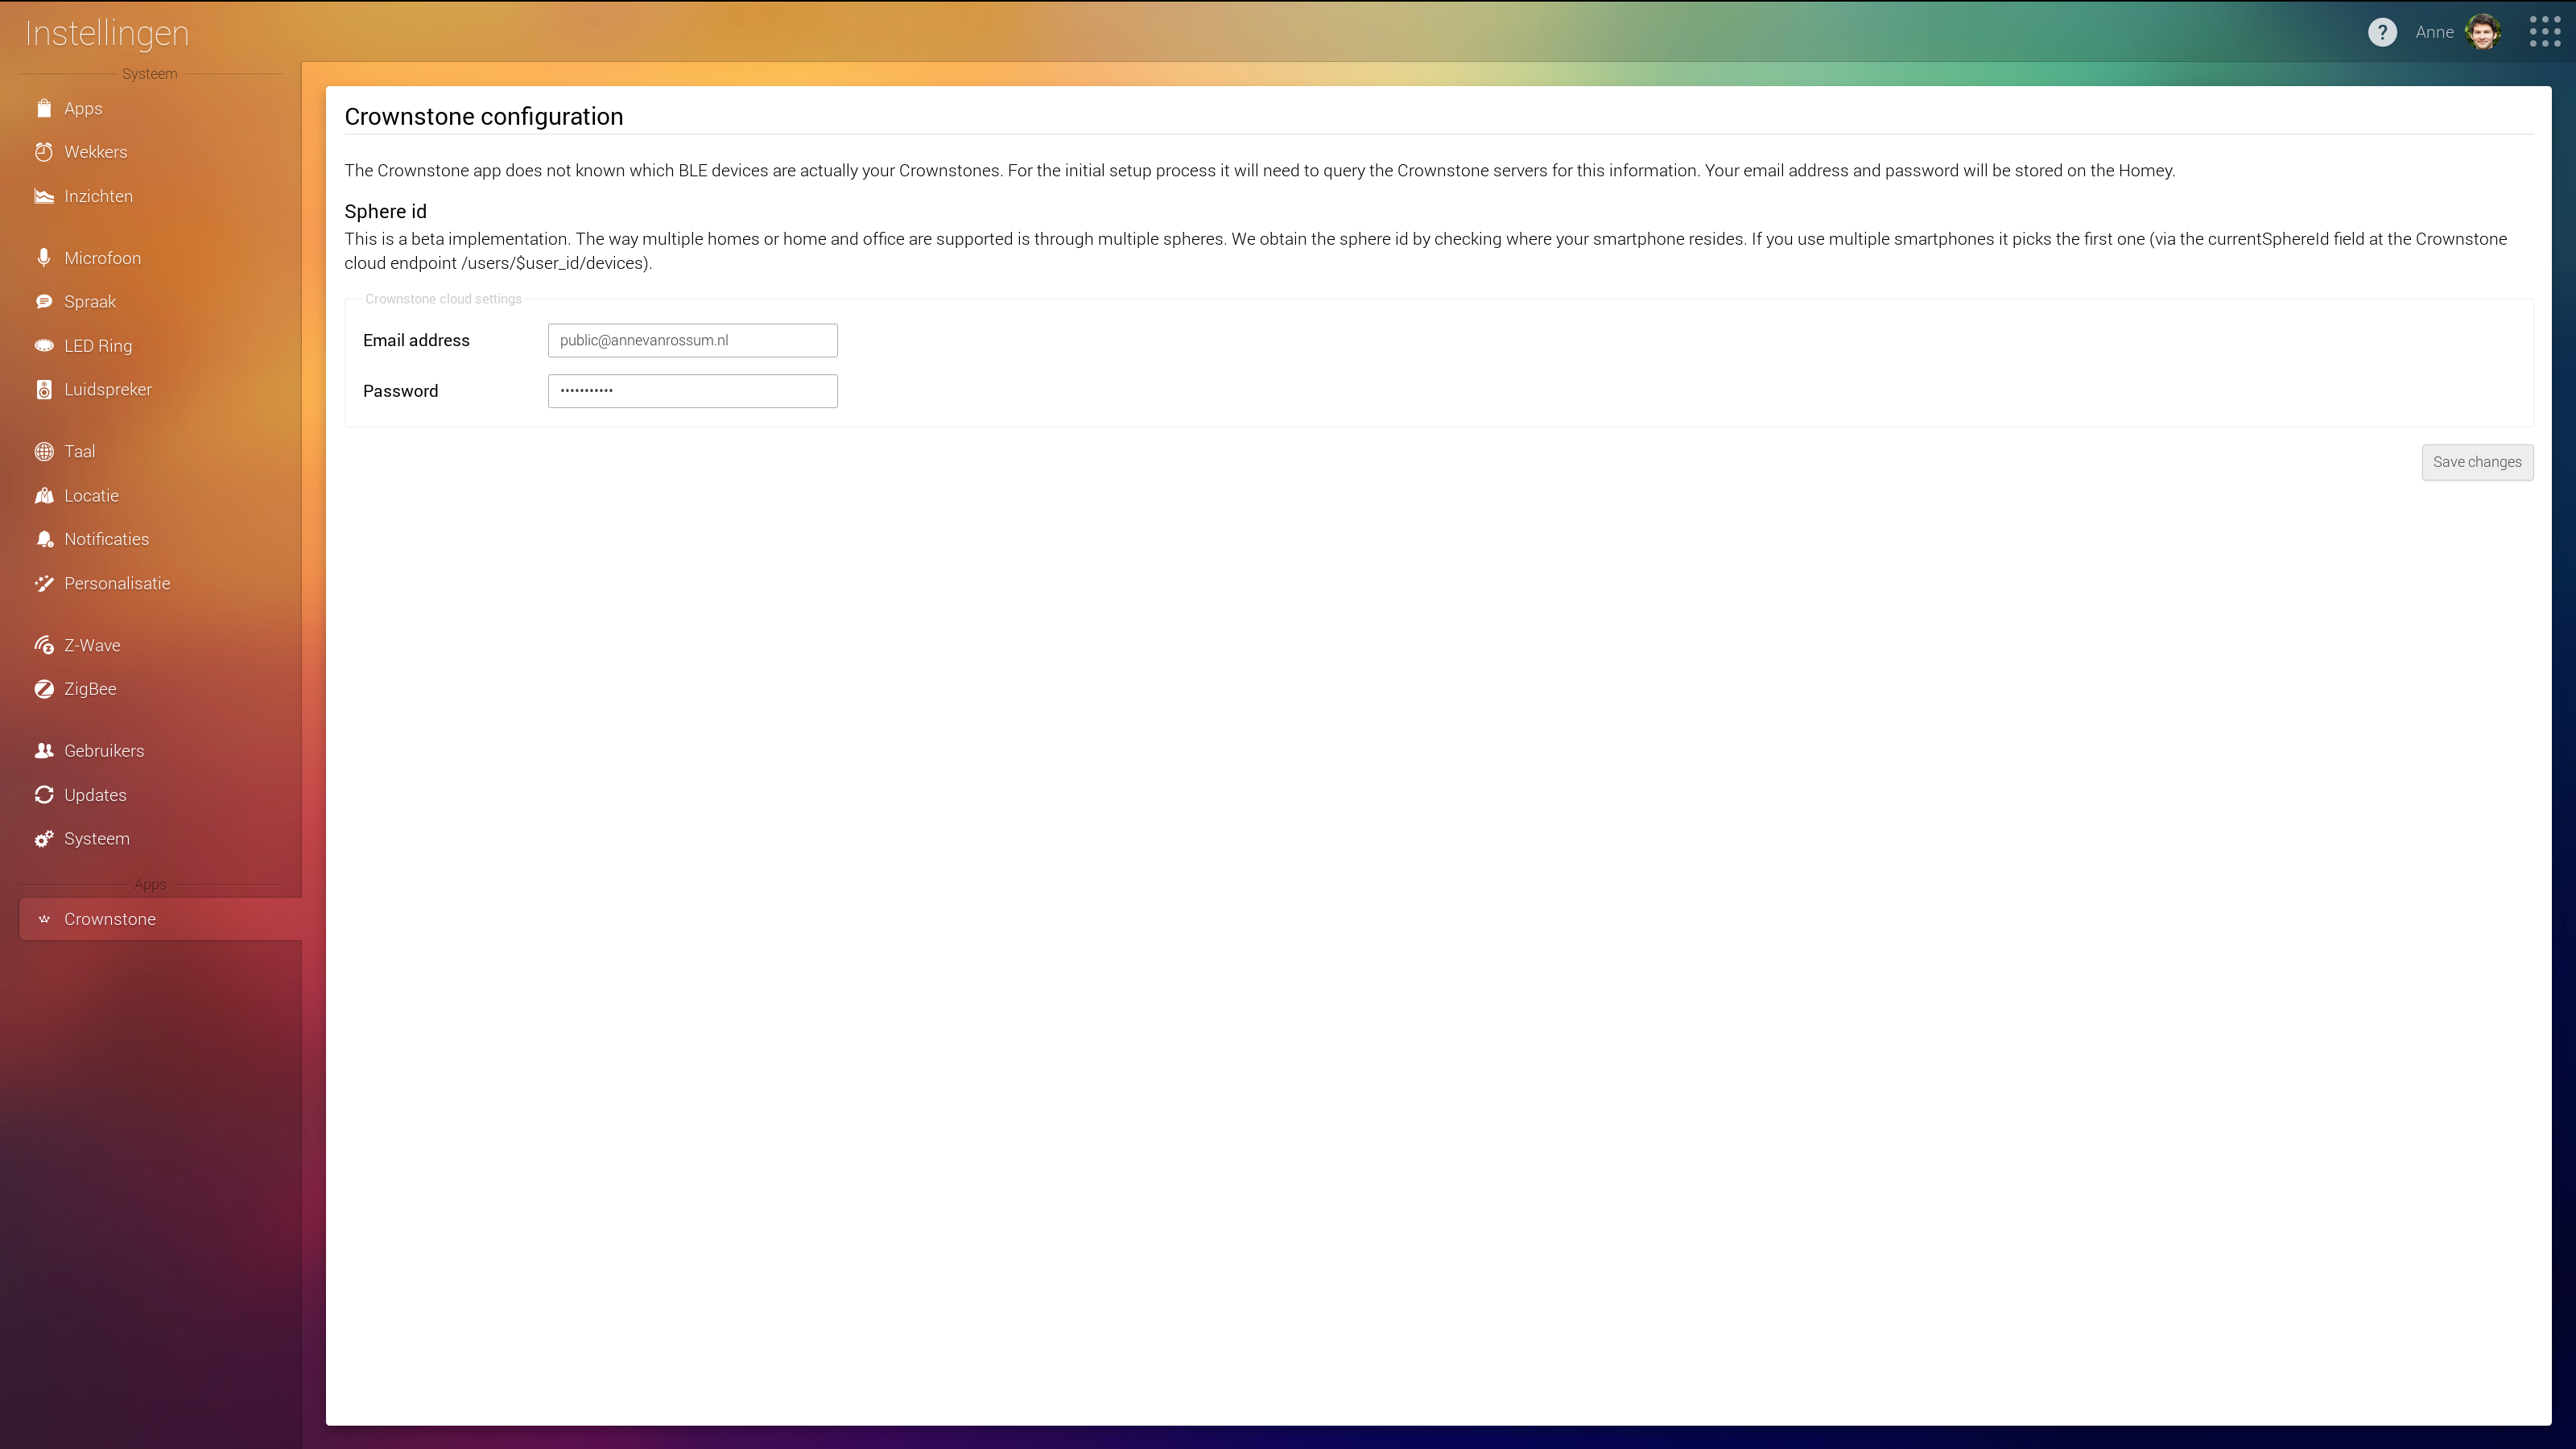 Instellingen
? Anne
Systeem
Apps
Wekkers
Inzichten
Microfoon
Spraak
LED Ring
Luidspreker
Taal
Locatie
Notificaties
Personalisatie
Z-Wave
ZigBee
Gebruikers
Updates
Systeem
Apps
Crownstone
Crownstone configuration
The Crownstone app does not known which BLE devices are actually your Crownstones. For the initial setup process it will need to query the Crownstone servers for this information. Your email address and password will be stored on the Homey.
Sphere id
This is a beta implementation. The way multiple homes or home and office are supported is through multiple spheres. We obtain the sphere id by checking where your smartphone resides. If you use multiple smartphones it picks the first one (via the currentSphereId field at the Crownstone
cloud endpoint /users/$user_id/devices).
Crownstone cloud settings
Email address public@annevanrossum.nl
Password •••••••••••
Save changes